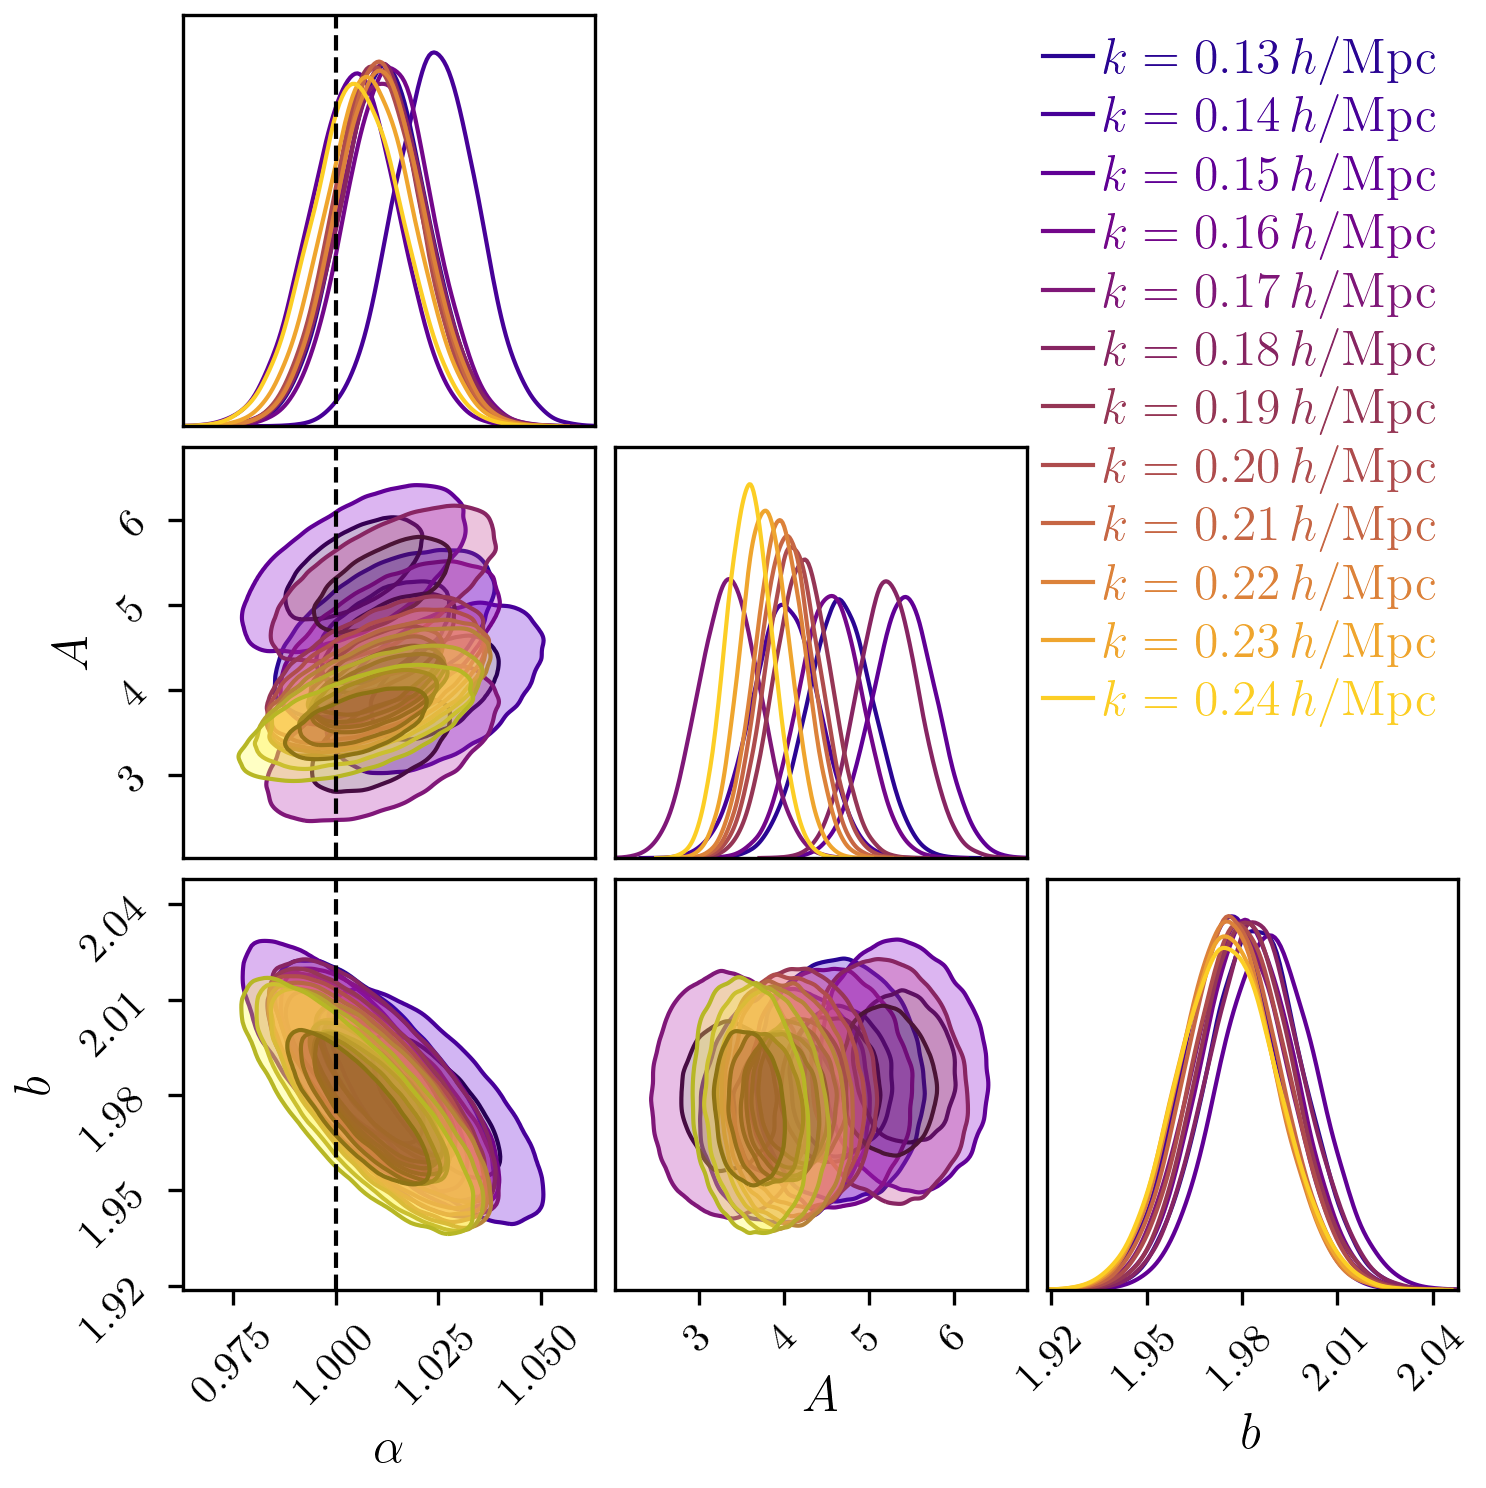 k = 0.13 h/Mpc
k = 0.14 h/Mpc
k = 0.15 h/Mpc
k = 0.16 h/Mpc
k = 0.17 h/Mpc
k = 0.18 h/Mpc
k = 0.19 h/Mpc
k = 0.20 h/Mpc
k = 0.21 h/Mpc
k = 0.22 h/Mpc
k = 0.23 h/Mpc
k = 0.24 h/Mpc
6
5
4
3
A
2.04
2.01
1.98
1.95
1.92
b
0.975 1.000 1.025 1.050
α
3 4 5 6
A
1.92 1.95 1.98 2.01 2.04
b